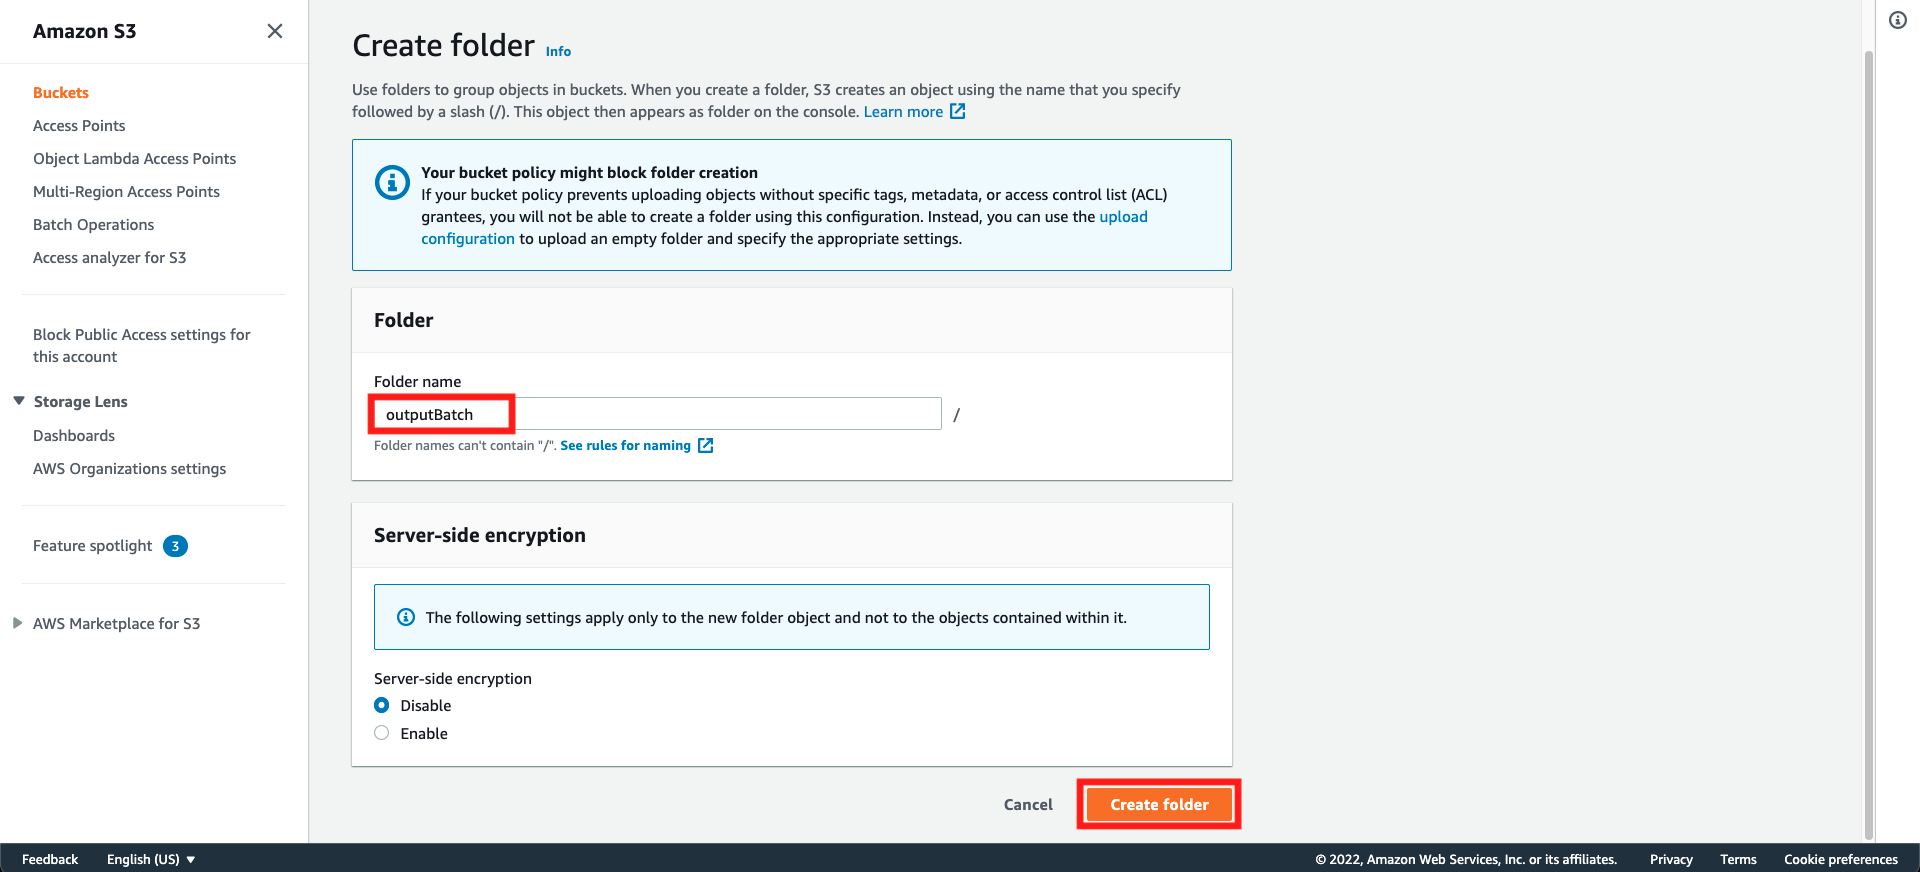 Amazon S3
Buckets
Access Points
Object Lambda Access Points
Multi-Region Access Points
Batch Operations
Access analyzer for S3
Block Public Access settings for
this account
Storage Lens
Dashboards
AWS Organizations settings
Feature spotlight 3
AWS Marketplace for S3
Create folder Info
Use folders to group objects in buckets. When you create a folder, S3 creates an object using the name that you specify
followed by a slash (/). This object then appears as folder on the console. Learn more
Your bucket policy might block folder creation
If your bucket policy prevents uploading objects without specific tags, metadata, or access control list (ACL)
grantees, you will not be able to create a folder using this configuration. Instead, you can use the upload
configuration to upload an empty folder and specify the appropriate settings.
Folder
Folder name
outputBatch /
Folder names can't contain "/". See rules for naming
Server-side encryption
The following settings apply only to the new folder object and not to the objects contained within it.
Server-side encryption
Disable
Enable
Cancel Create folder
Feedback English (US) © 2022, Amazon Web Services, Inc. or its affiliates. Privacy Terms Cookie preferences